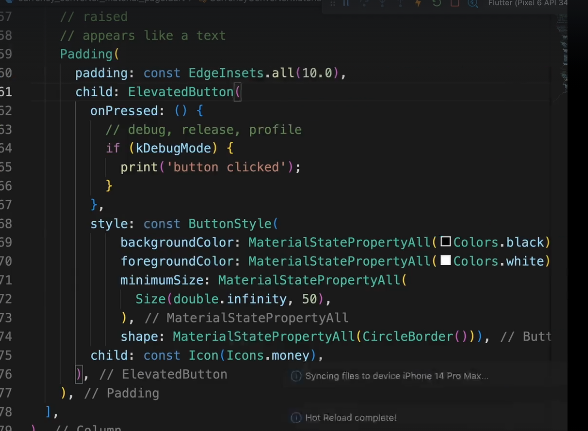 Flutter (Pixel 6 API 34
57 // raised
58 // appears like a text
59 Padding(
60 padding: const EdgeInsets.all(10.0),
61 child: ElevatedButton(
62 onPressed: () {
63 // debug, release, profile
64 if (kDebugMode) {
65 print('button clicked');
66 }
67 },
68 style: const ButtonStyle(
69 backgroundColor: MaterialStatePropertyAll(Colors.black)
70 foregroundColor: MaterialStatePropertyAll(Colors.white)
71 minimumSize: MaterialStatePropertyAll(
72 Size(double.infinity, 50),
73 ), // MaterialStatePropertyAll
74 shape: MaterialStatePropertyAll(CircleBorder())), // Butt
75 child: const Icon(Icons.money),
76 ), // ElevatedButton
Syncing files to device iPhone 14 Pro Max...
77 ), // Padding
78 ],
Hot Reload complete!
79 ) // Column